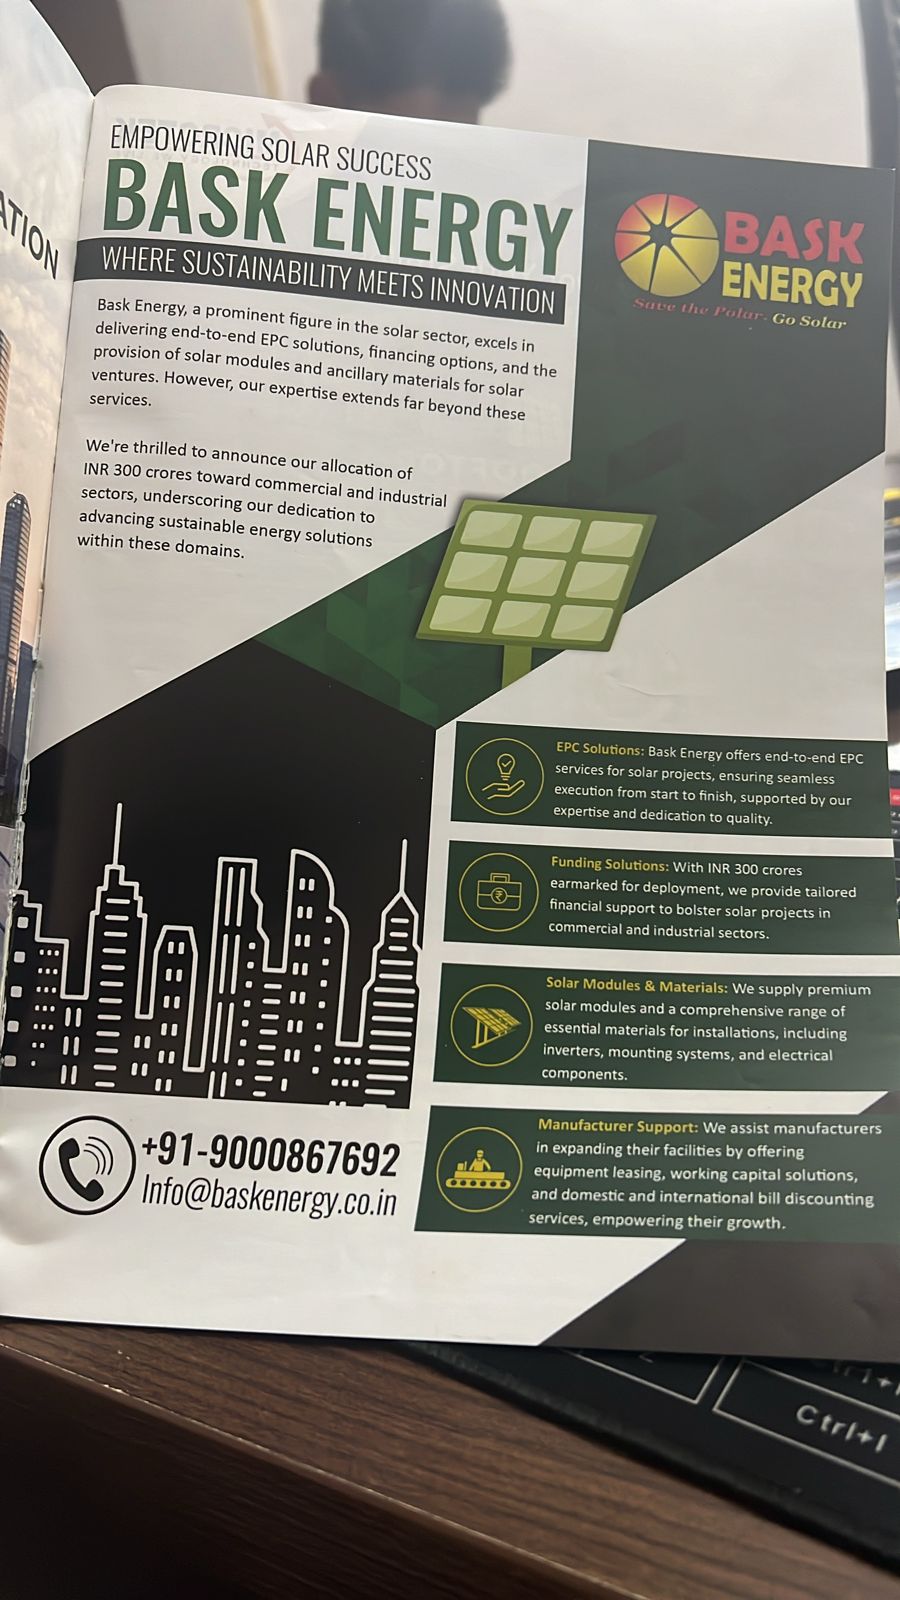 ATION
EMPOWERING SOLAR SUCCESS
BASK ENERGY
WHERE SUSTAINABILITY MEETS INNOVATION
BASK
ENERGY
Save the Polar. Go Solar
Bask Energy, a prominent figure in the solar sector, excels in
delivering end-to-end EPC solutions, financing options, and the
provision of solar modules and ancillary materials for solar
ventures. However, our expertise extends far beyond these
services.
We're thrilled to announce our allocation of
INR 300 crores toward commercial and industrial
sectors, underscoring our dedication to
advancing sustainable energy solutions
within these domains.
EPC Solutions: Bask Energy offers end-to-end EPC
services for solar projects, ensuring seamless
execution from start to finish, supported by our
expertise and dedication to quality.
Funding Solutions: With INR 300 crores
earmarked for deployment, we provide tailored
financial support to bolster solar projects in
commercial and industrial sectors.
Solar Modules & Materials: We supply premium
solar modules and a comprehensive range of
essential materials for installations, including
inverters, mounting systems, and electrical
components.
Manufacturer Support: We assist manufacturers
in expanding their facilities by offering
equipment leasing, working capital solutions,
and domestic and international bill discounting
services, empowering their growth.
+91-9000867692
Info@baskenergy.co.in
Ctrl+I